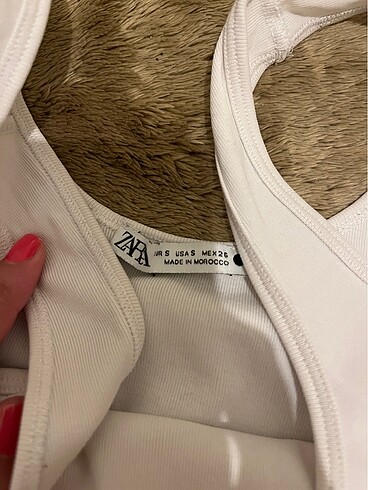 ZARA
EUR S USA S MEX 26
MADE IN MOROCCO